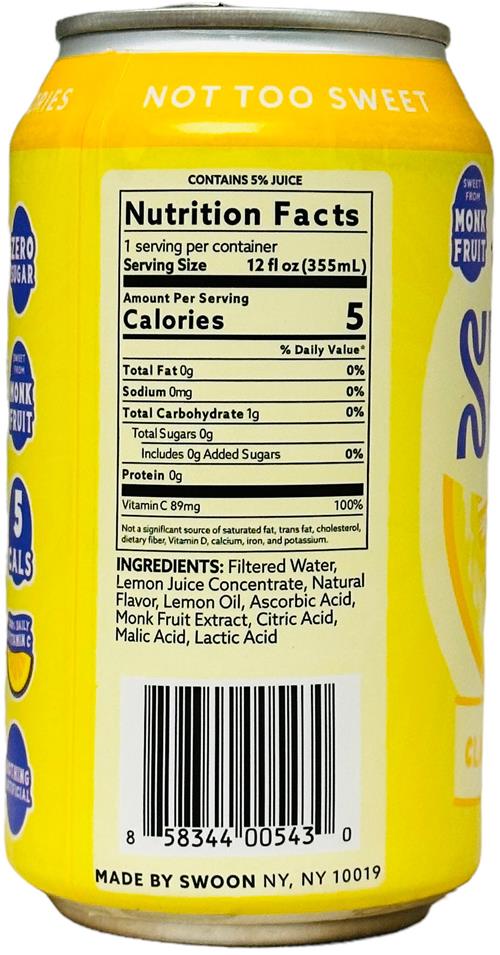 NOT TOO SWEET
CONTAINS 5% JUICE
Nutrition Facts
1 serving per container
Serving Size 12 fl oz (355mL)
Amount Per Serving
Calories 5
% Daily Value*
Total Fat 0g 0%
Sodium 0mg 0%
Total Carbohydrate 1g 0%
Total Sugars 0g
Includes 0g Added Sugars 0%
Protein 0g
Vitamin C 89mg 100%
Not a significant source of saturated fat, trans fat, cholesterol,
dietary fiber, Vitamin D, calcium, iron, and potassium.
INGREDIENTS: Filtered Water,
Lemon Juice Concentrate, Natural
Flavor, Lemon Oil, Ascorbic Acid,
Monk Fruit Extract, Citric Acid,
Malic Acid, Lactic Acid
8 58344 00543 0
MADE BY SWOON NY, NY 10019
ZERO
SUGAR
SWEET
FROM
MONK
FRUIT
5
CALS
SWEET
FROM
MONK
FRUIT